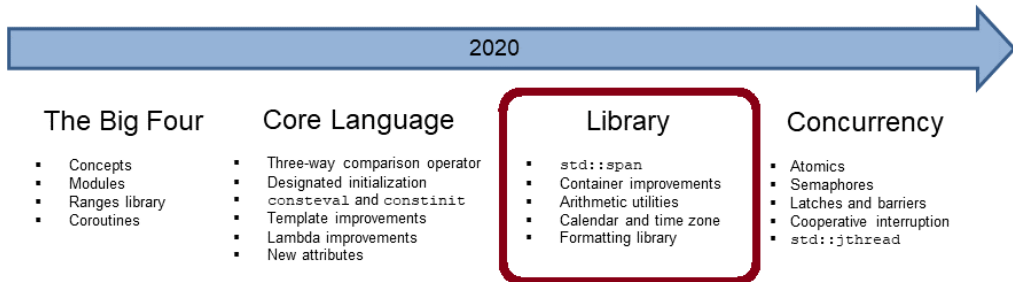 2020
The Big Four
▪ Concepts
▪ Modules
▪ Ranges library
▪ Coroutines
Core Language
▪ Three-way comparison operator
▪ Designated initialization
▪ consteval and constinit
▪ Template improvements
▪ Lambda improvements
▪ New attributes
Library
▪ std::span
▪ Container improvements
▪ Arithmetic utilities
▪ Calendar and time zone
▪ Formatting library
Concurrency
▪ Atomics
▪ Semaphores
▪ Latches and barriers
▪ Cooperative interruption
▪ std::jthread